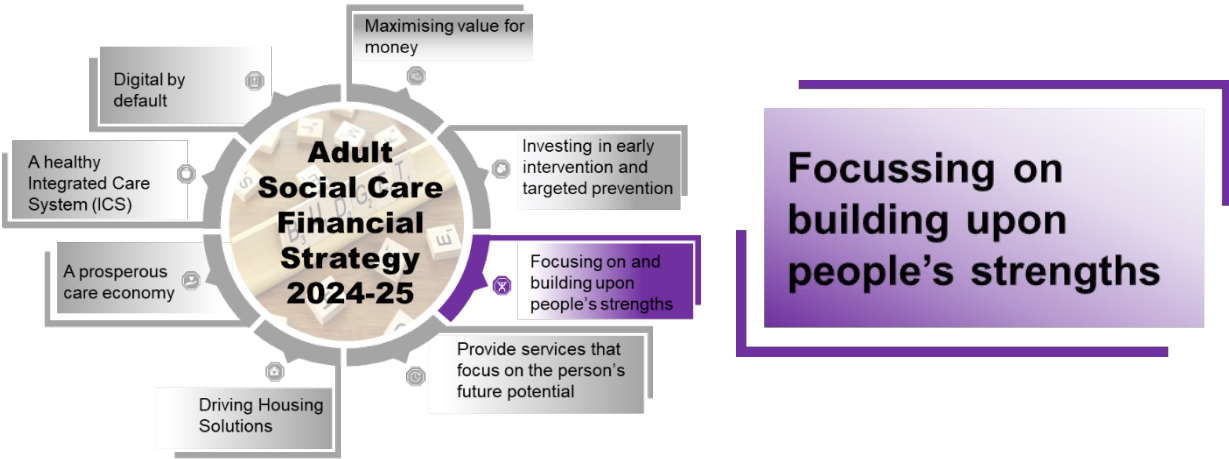 Maximising value for
money
Digital by
default
Investing in early
intervention and
targeted prevention
A healthy
Integrated Care
System (ICS)
Adult
Social Care
Financial
Strategy
2024-25
BUDGET
Focusing on and
building upon
people's strengths
A prosperous
care economy
Provide services that
focus on the person's
future potential
Driving Housing
Solutions
Focussing on
building upon
people's strengths